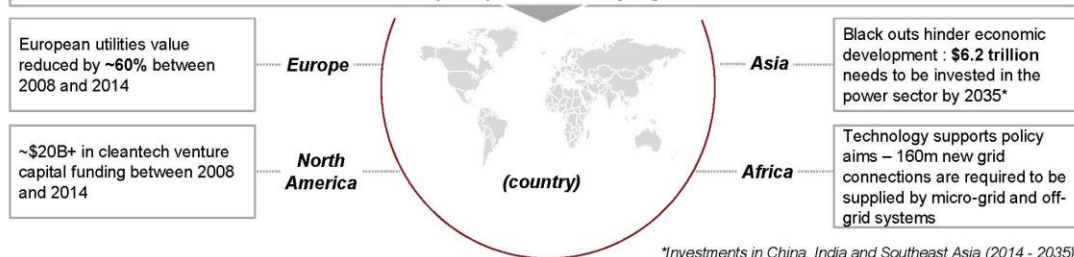 European utilities value
reduced by ~60% between
2008 and 2014
Europe
Asia
Black outs hinder economic
development : $6.2 trillion
needs to be invested in the
power sector by 2035*
~$20B+ in cleantech venture
capital funding between 2008
and 2014
North
America
(country)
Africa
Technology supports policy
aims – 160m new grid
connections are required to be
supplied by micro-grid and off-
grid systems
*Investments in China, India and Southeast Asia (2014 - 2035)